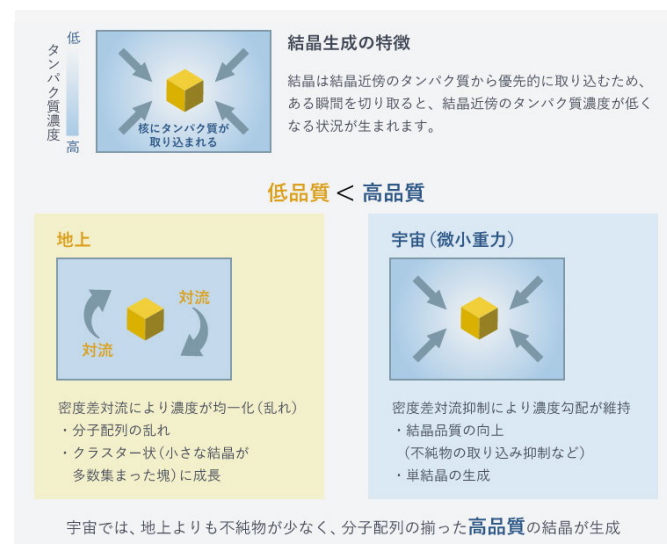 低
タンパク質濃度
高
核にタンパク質が
取り込まれる
結晶生成の特徴
結晶は結晶近傍のタンパク質から優先的に取り込むため、
ある瞬間を切り取ると、結晶近傍のタンパク質濃度が低く
なる状況が生まれます。
低品質 < 高品質
地上
対流
対流
密度差対流により濃度が均一化(乱れ)
・分子配列の乱れ
・クラスター状(小さな結晶が
多数集まった塊)に成長
宇宙(微小重力)
密度差対流抑制により濃度勾配が維持
・結晶品質の向上
(不純物の取り込み抑制など)
・単結晶の生成
宇宙では、地上よりも不純物が少なく、分子配列の揃った高品質の結晶が生成